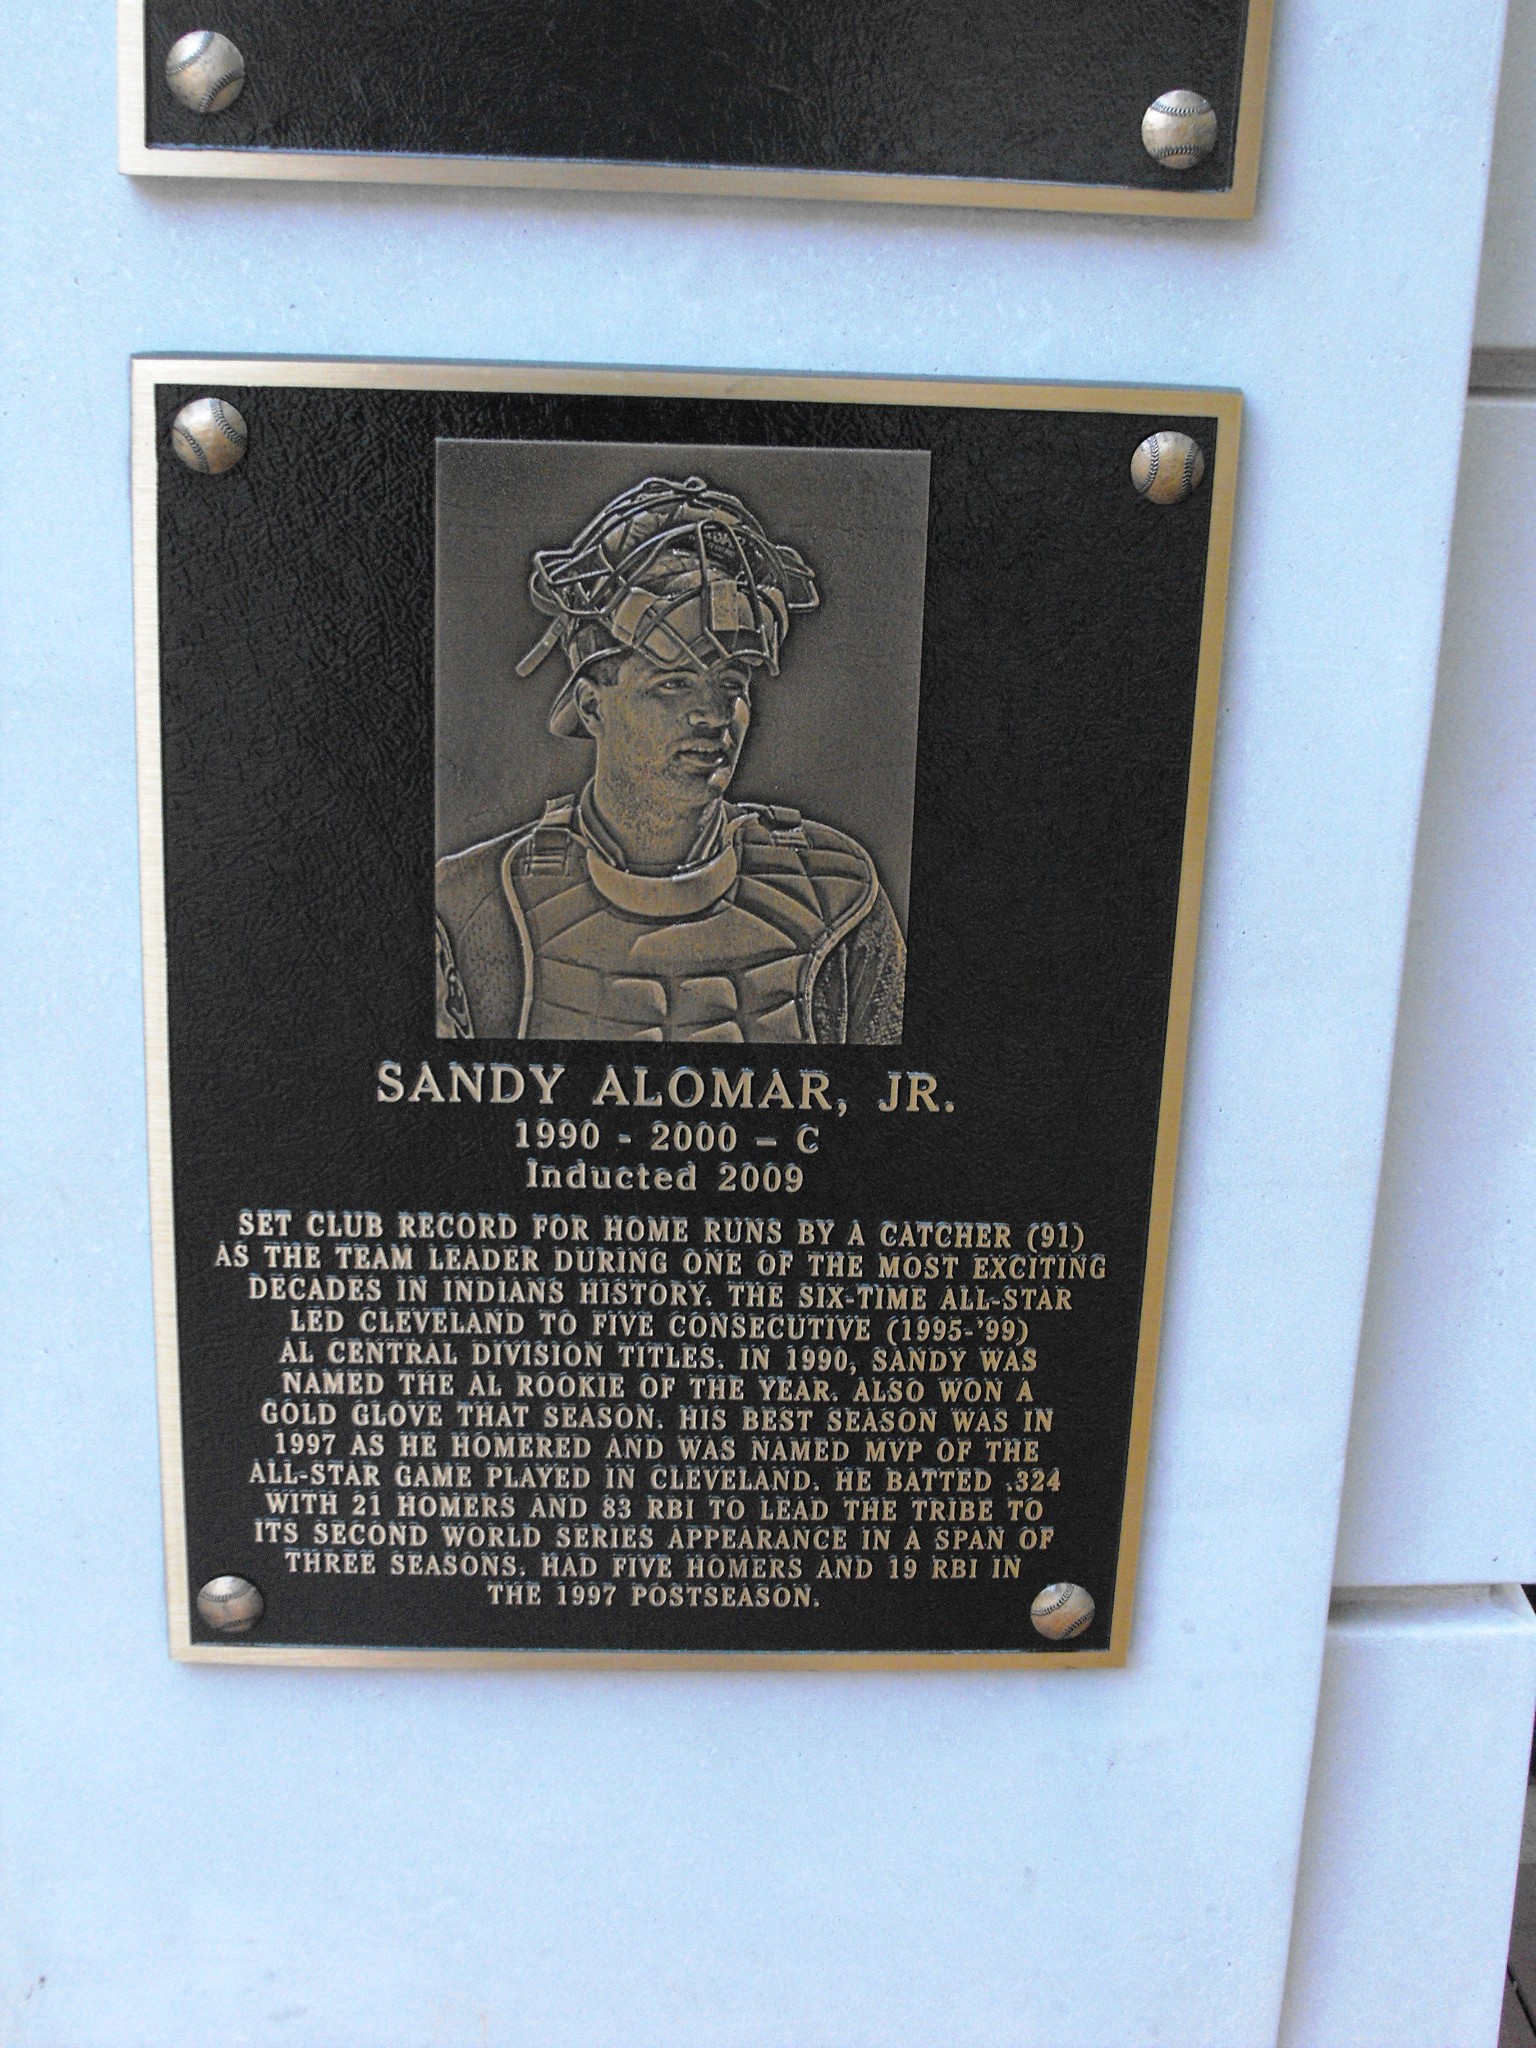 SANDY ALOMAR, JR.
1990 - 2000 – C
Inducted 2009
SET CLUB RECORD FOR HOME RUNS BY A CATCHER (91)
AS THE TEAM LEADER DURING ONE OF THE MOST EXCITING
DECADES IN INDIANS HISTORY. THE SIX-TIME ALL-STAR
LED CLEVELAND TO FIVE CONSECUTIVE (1995-'99)
AL CENTRAL DIVISION TITLES. IN 1990, SANDY WAS
NAMED THE AL ROOKIE OF THE YEAR. ALSO WON A
GOLD GLOVE THAT SEASON. HIS BEST SEASON WAS IN
1997 AS HE HOMERED AND WAS NAMED MVP OF THE
ALL-STAR GAME PLAYED IN CLEVELAND. HE BATTED .324
WITH 21 HOMERS AND 83 RBI TO LEAD THE TRIBE TO
ITS SECOND WORLD SERIES APPEARANCE IN A SPAN OF
THREE SEASONS. HAD FIVE HOMERS AND 19 RBI IN
THE 1997 POSTSEASON.